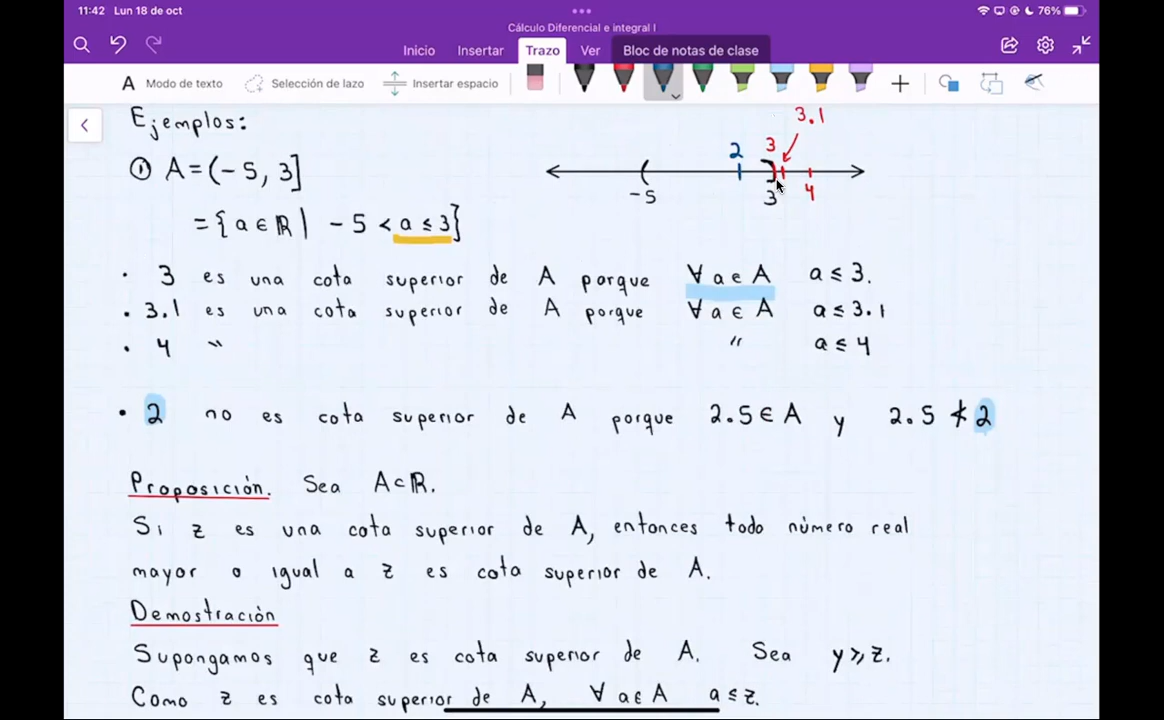 11:42 Lun 18 de oct
76%
Cálculo Diferencial e integral I
Inicio Insertar Trazo Ver Bloc de notas de clase
A Modo de texto Selección de lazo Insertar espacio
Ejemplos:
3.1
2 3
-5 3 4
① A=(-5, 3]
={a∈ℝ| -5 < a ≤ 3}
· 3 es una cota superior de A porque ∀ a ∈ A a ≤ 3.
· 3.1 es una cota superior de A porque ∀ a ∈ A a ≤ 3.1
· 4 " " a ≤ 4
· 2 no es cota superior de A porque 2.5 ∈ A y 2.5 ≮ 2
Proposición. Sea A⊂ℝ.
Si z es una cota superior de A, entonces todo número real
mayor o igual a z es cota superior de A.
Demostración
Supongamos que z es cota superior de A. Sea y ⩾ z.
Como z es cota superior de A, ∀ a∈A a ≤ z.